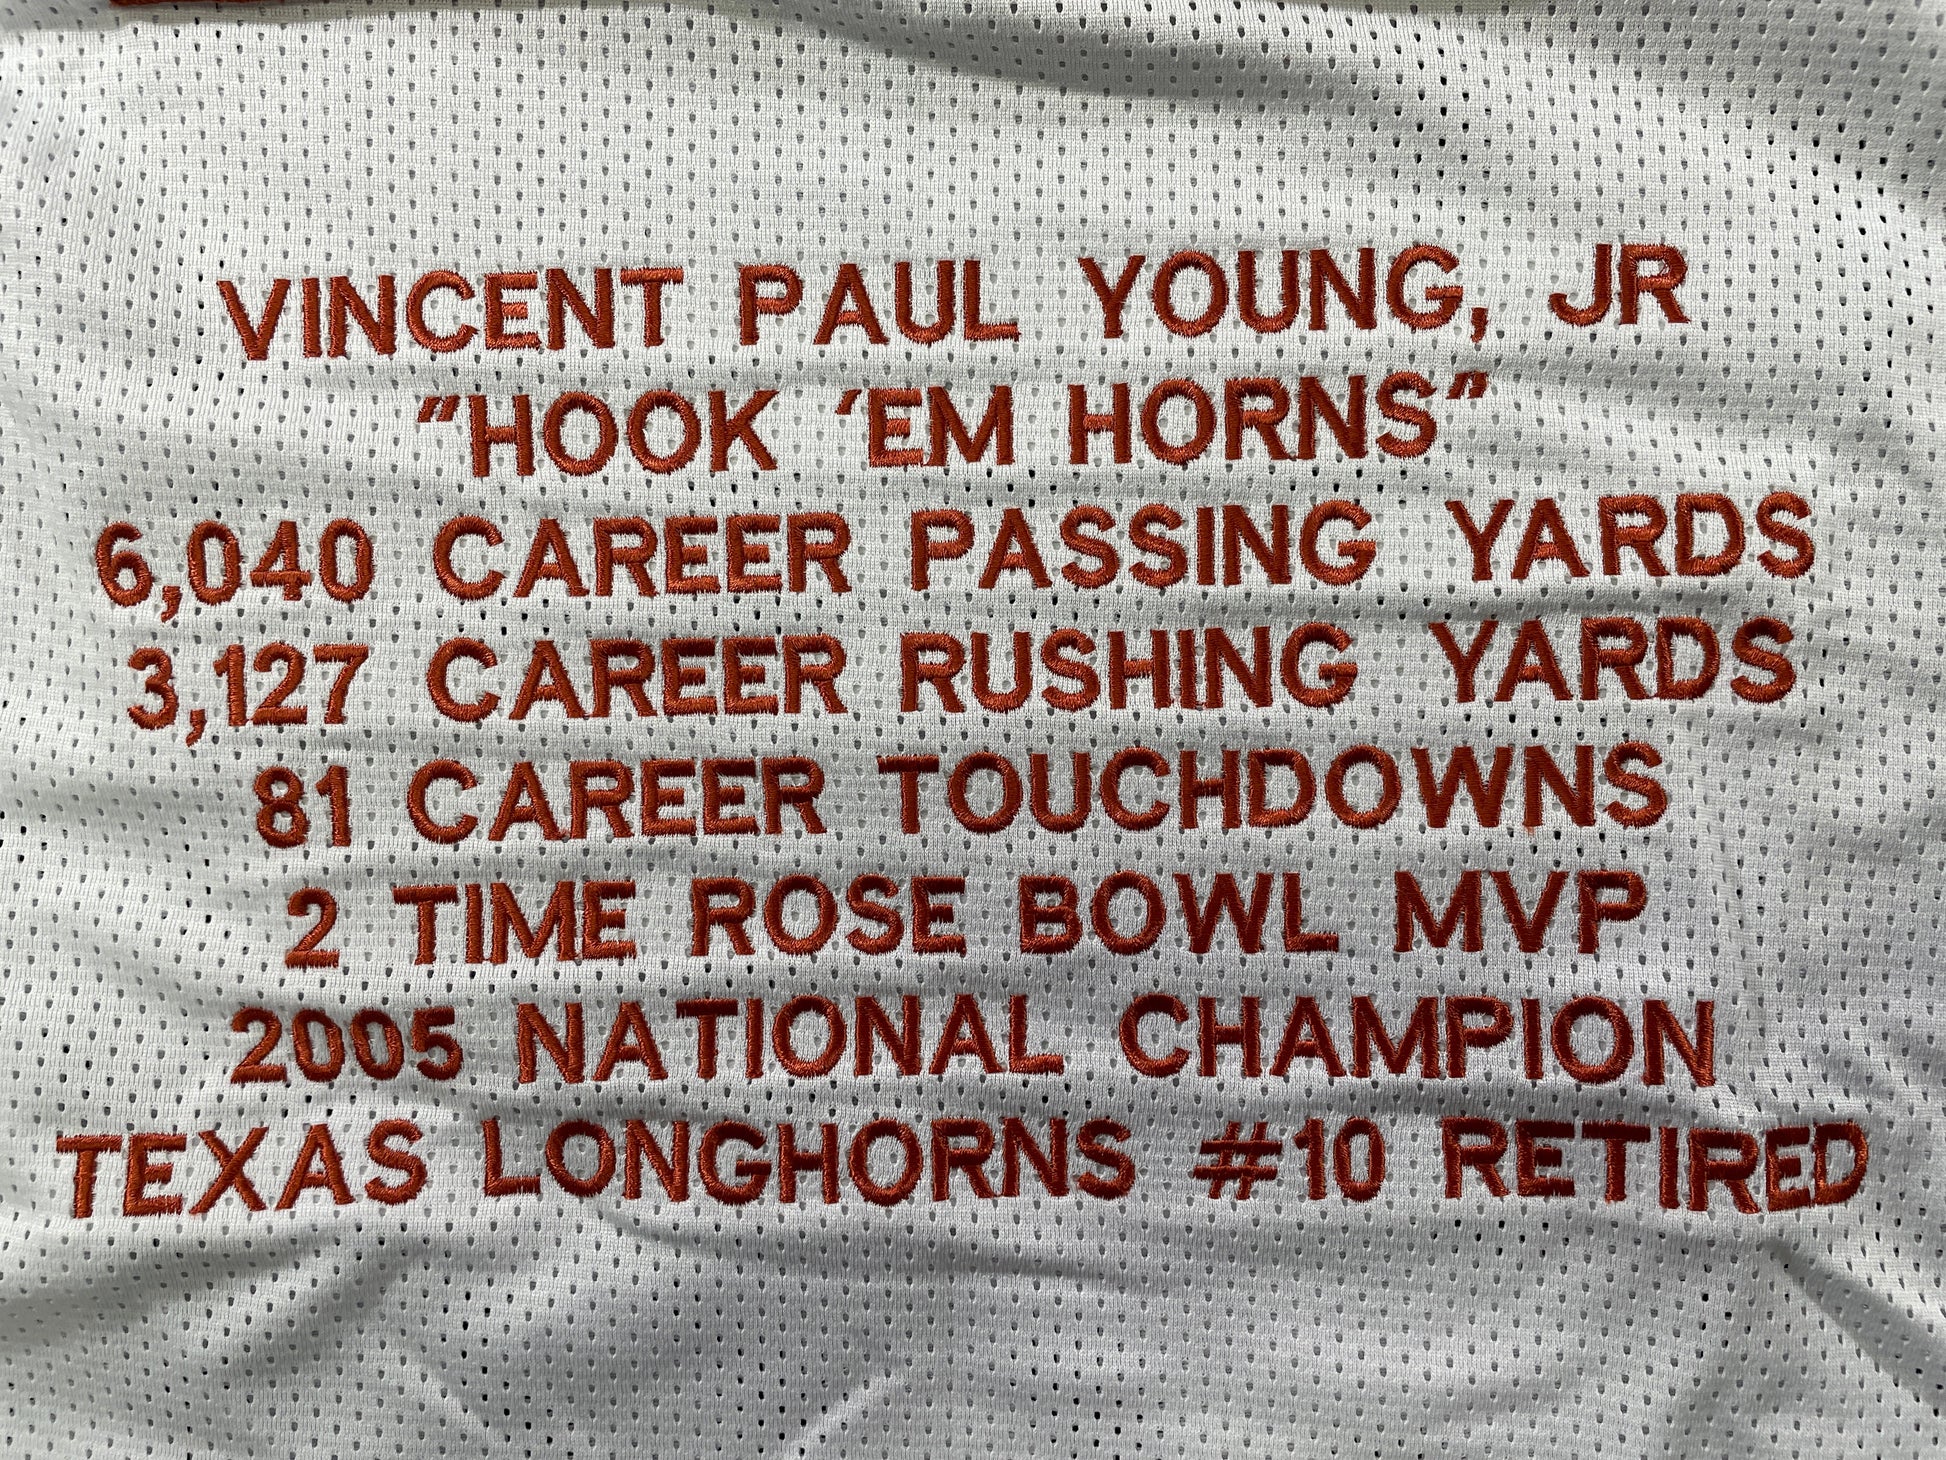 VINCENT PAUL YOUNG, JR
"HOOK 'EM HORNS"
6,040 CAREER PASSING YARDS
3,127 CAREER RUSHING YARDS
81 CAREER TOUCHDOWNS
2 TIME ROSE BOWL MVP
2005 NATIONAL CHAMPION
TEXAS LONGHORNS #10 RETIRED